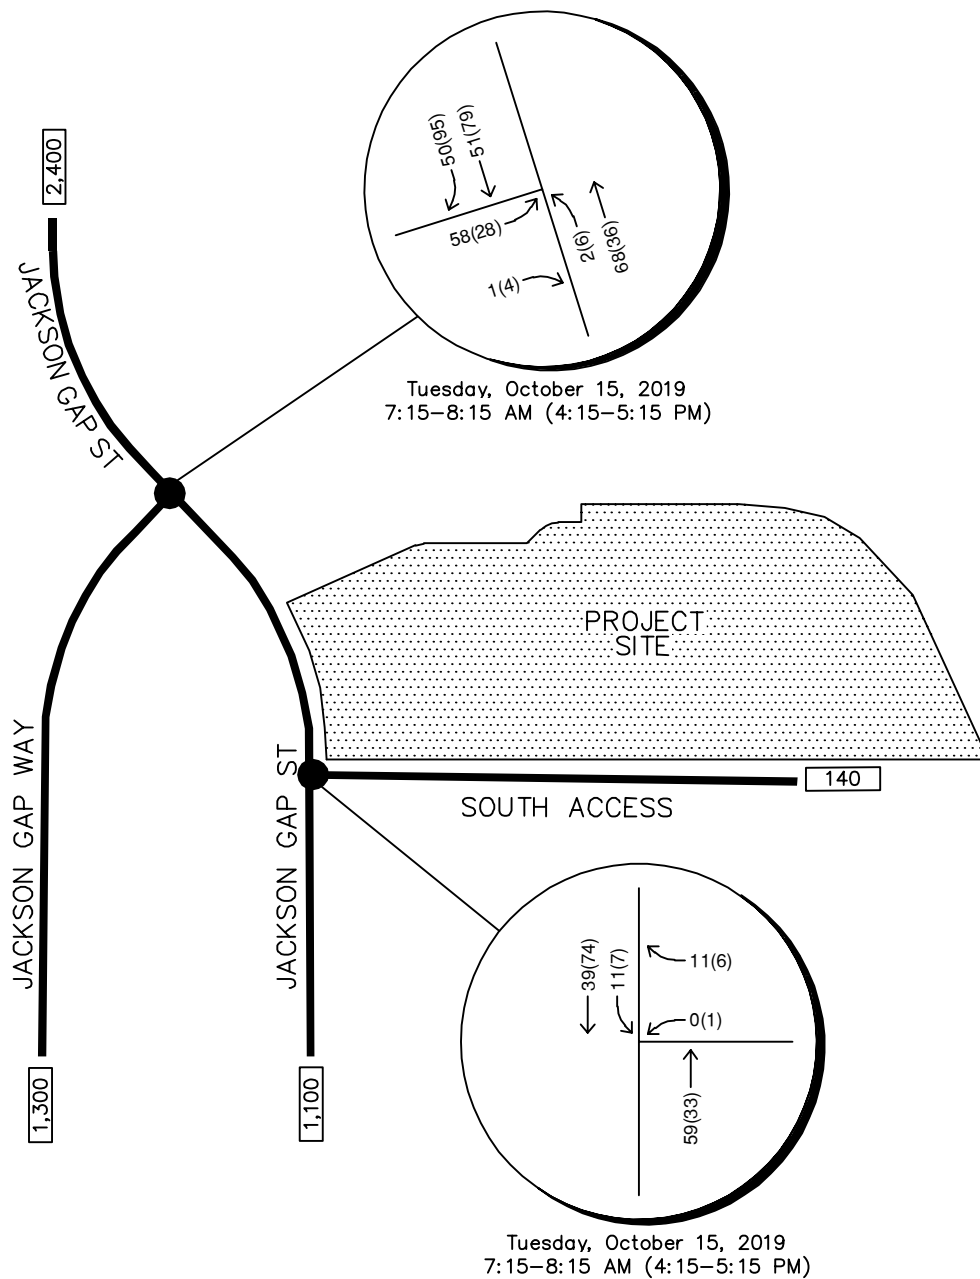 2,400
JACKSON GAP ST
50(95)
51(79)
58(28)
2(6)
68(36)
1(4)
Tuesday, October 15, 2019
7:15–8:15 AM (4:15–5:15 PM)
PROJECT
SITE
JACKSON GAP WAY
JACKSON GAP ST
140
SOUTH ACCESS
1,300
1,100
39(74)
11(7)
11(6)
0(1)
59(33)
Tuesday, October 15, 2019
7:15–8:15 AM (4:15–5:15 PM)